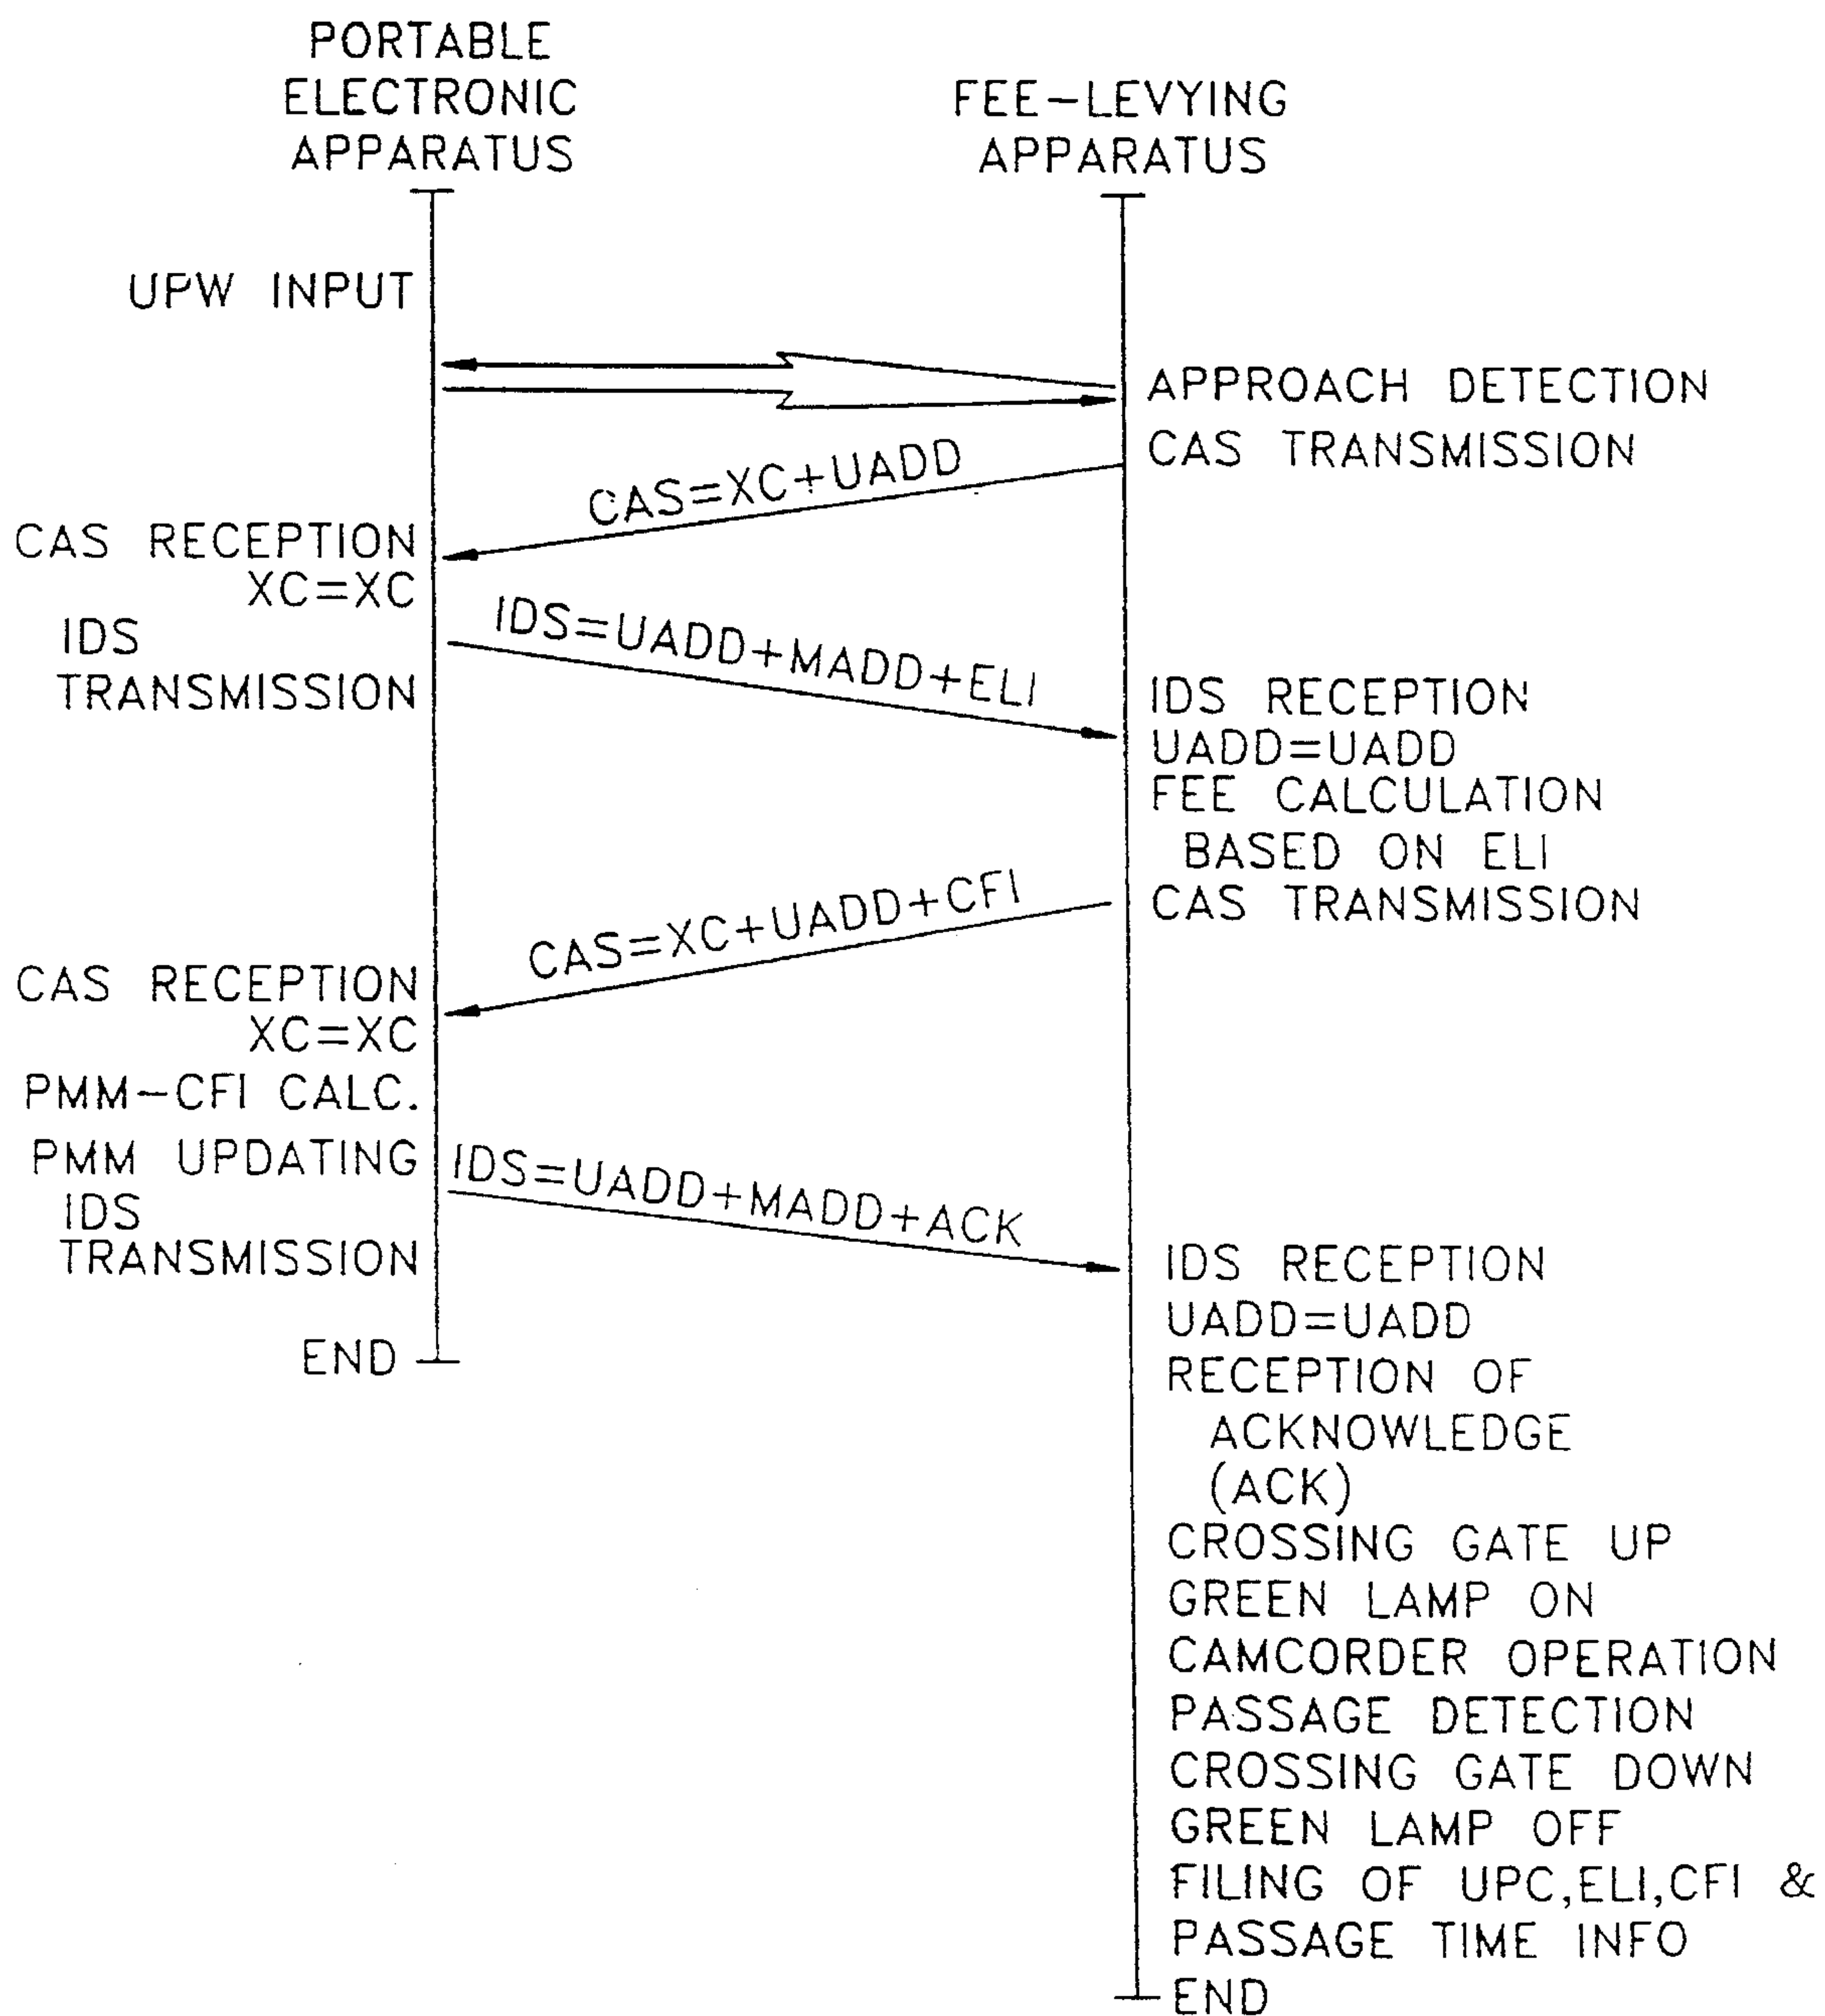 PORTABLE
ELECTRONIC
APPARATUS
FEE-LEVYING
APPARATUS
UPW INPUT
APPROACH DETECTION
CAS TRANSMISSION
CAS=XC+UADD
CAS RECEPTION
XC=XC
IDS
TRANSMISSION
IDS=UADD+MADD+ELI
IDS RECEPTION
UADD=UADD
FEE CALCULATION
BASED ON ELI
CAS TRANSMISSION
CAS=XC+UADD+CFI
CAS RECEPTION
XC=XC
PMM-CFI CALC.
PMM UPDATING
IDS
TRANSMISSION
IDS=UADD+MADD+ACK
END
IDS RECEPTION
UADD=UADD
RECEPTION OF
ACKNOWLEDGE
(ACK)
CROSSING GATE UP
GREEN LAMP ON
CAMCORDER OPERATION
PASSAGE DETECTION
CROSSING GATE DOWN
GREEN LAMP OFF
FILING OF UPC,ELI,CFI &
PASSAGE TIME INFO
END